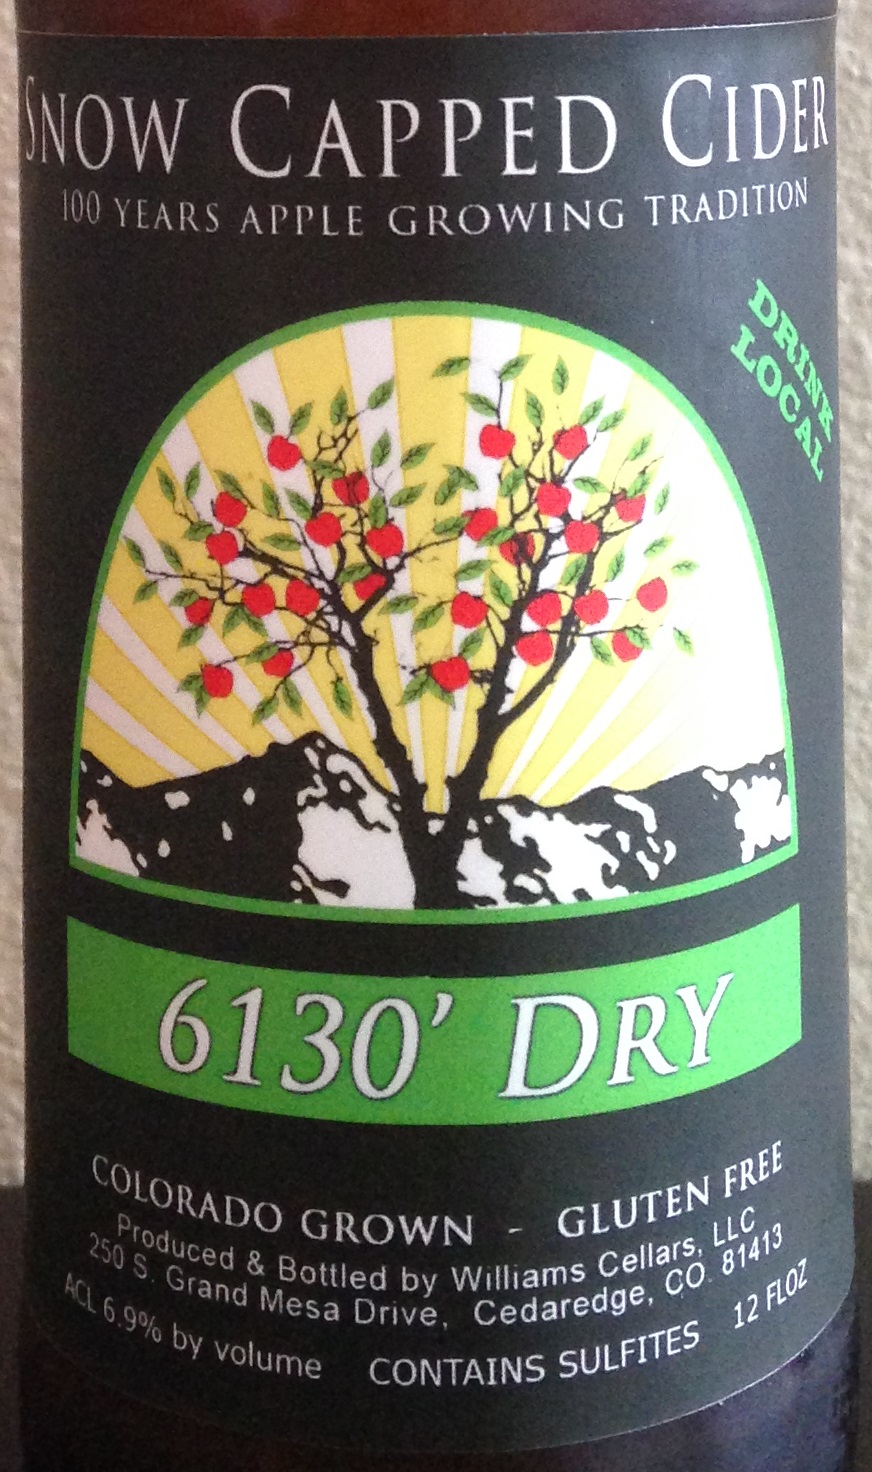 SNOW CAPPED CIDER
100 YEARS APPLE GROWING TRADITION
DRINK
LOCAL
6130' DRY
COLORADO GROWN - GLUTEN FREE
Produced & Bottled by Williams Cellars, LLC
250 S. Grand Mesa Drive, Cedaredge, CO. 81413
ACL 6.9% by volume CONTAINS SULFITES 12 FLOZ